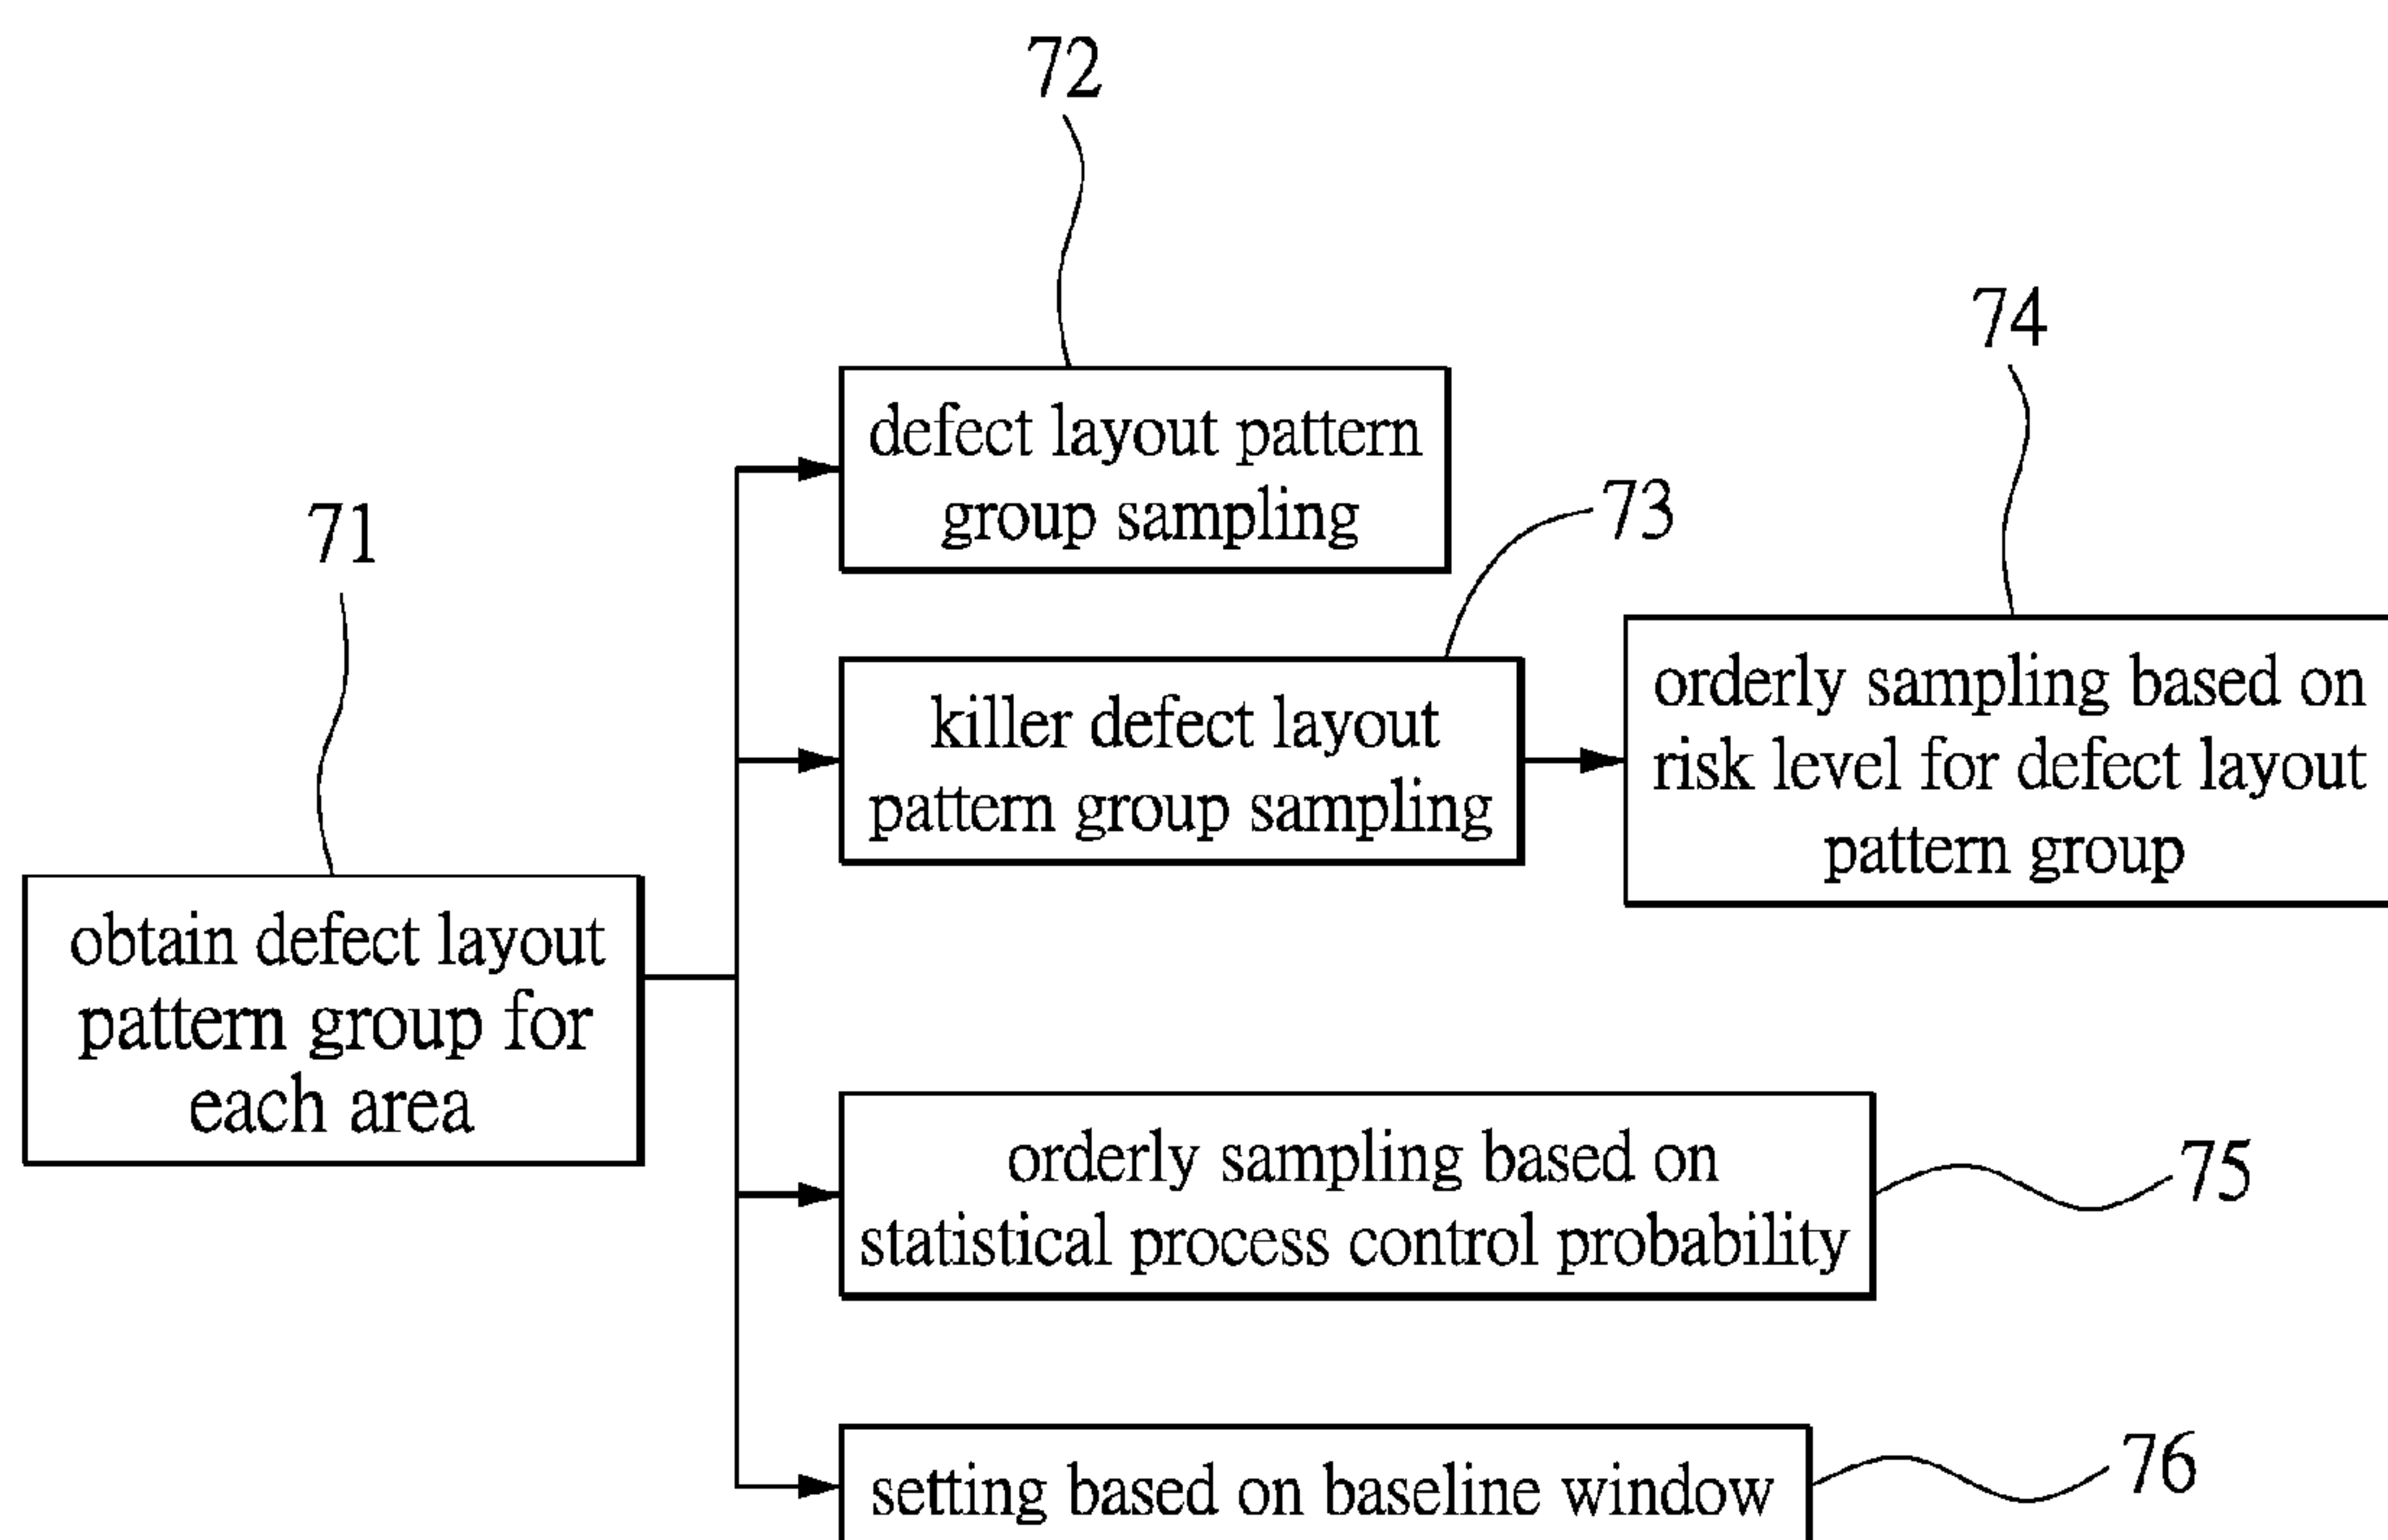 72
defect layout pattern
group sampling
73
74
killer defect layout
pattern group sampling
orderly sampling based on
risk level for defect layout
pattern group
71
obtain defect layout
pattern group for
each area
orderly sampling based on
statistical process control probability
75
setting based on baseline window
76